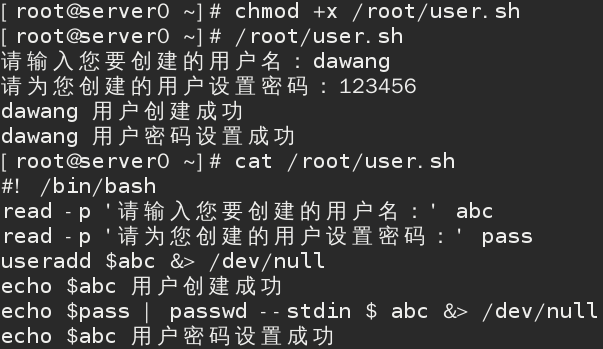 [root@server0 ~]# chmod +x /root/user.sh
[root@server0 ~]# /root/user.sh
请输入您要创建的用户名：dawang
请为您创建的用户设置密码：123456
dawang 用户创建成功
dawang 用户密码设置成功
[root@server0 ~]# cat /root/user.sh
#! /bin/bash
read -p '请输入您要创建的用户名：' abc
read -p '请为您创建的用户设置密码：' pass
useradd $abc &> /dev/null
echo $abc 用户创建成功
echo $pass | passwd --stdin $ abc &> /dev/null
echo $abc 用户密码设置成功